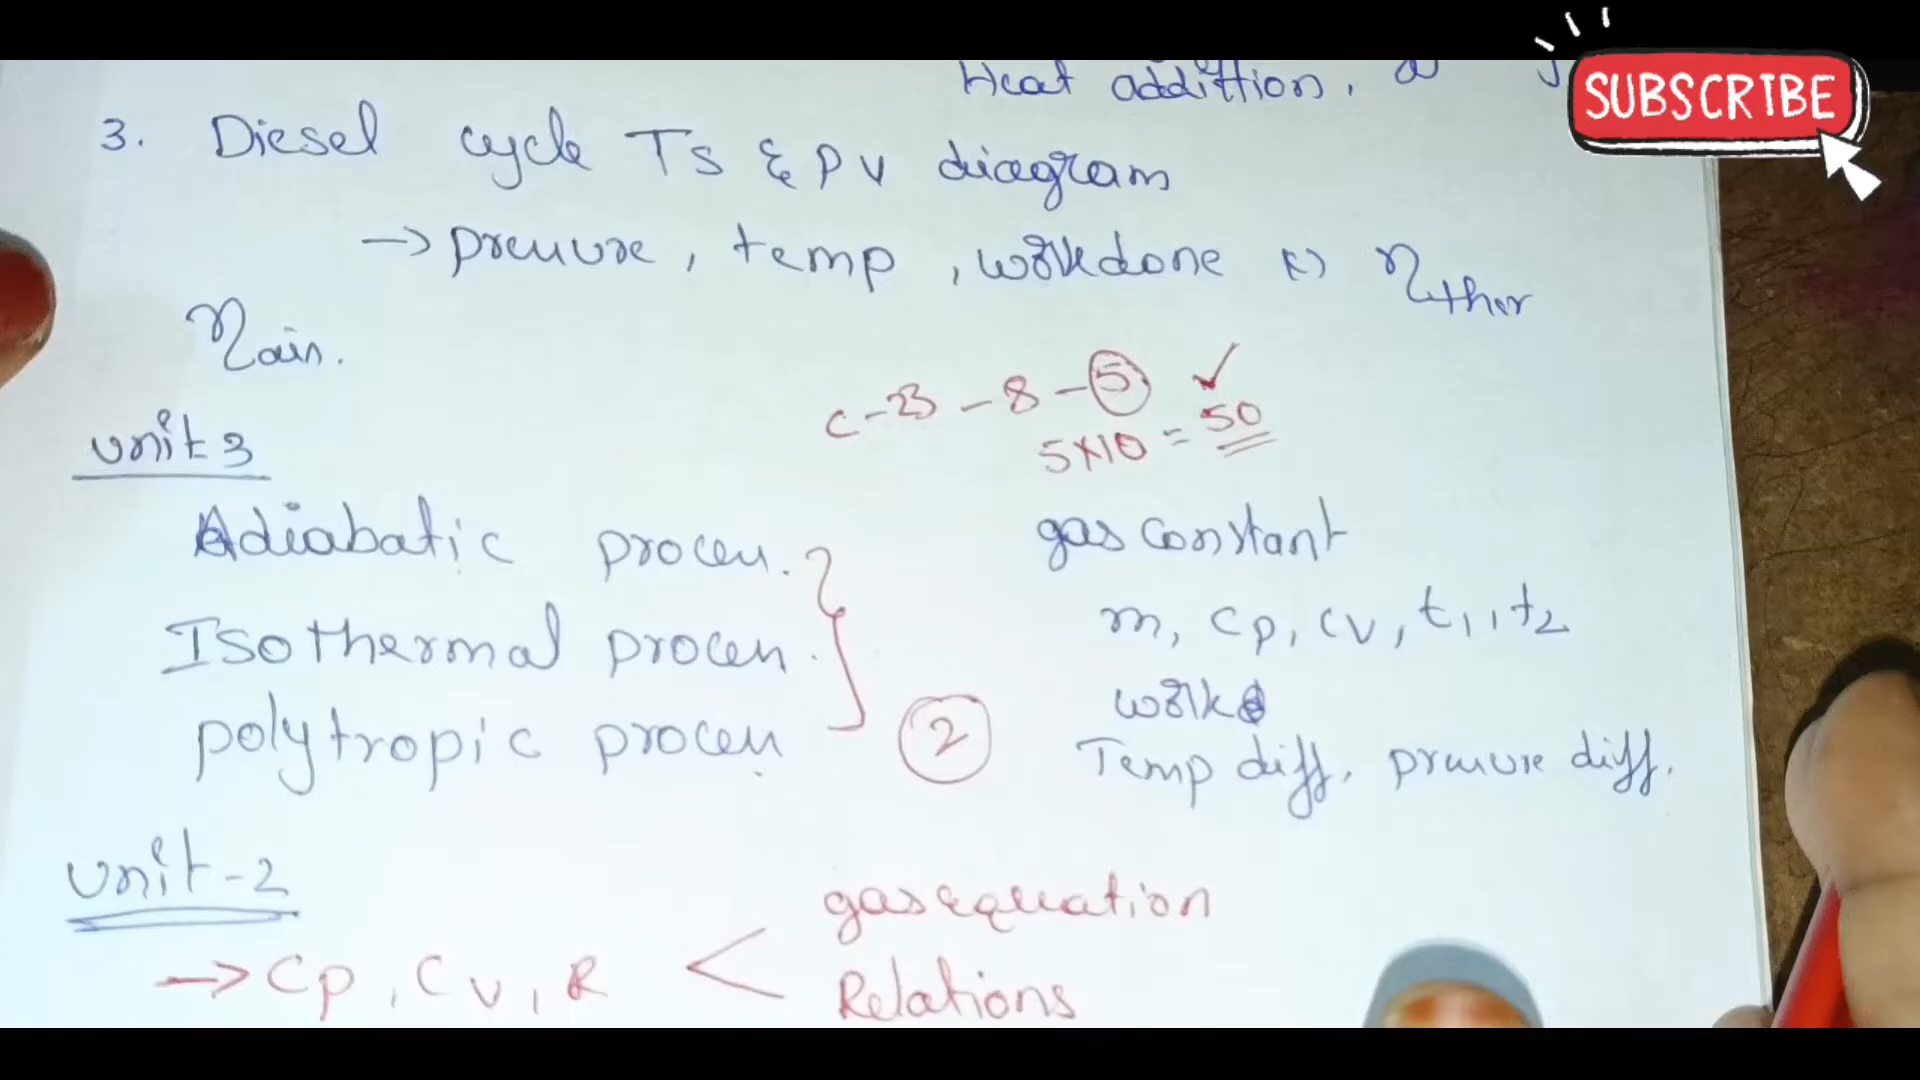 Heat addittion,
SUBSCRIBE
3. Diesel cycle TS & PV diagram
→ pressure, temp, workdone (r) ηther
ηair.
C-23 - 8 - 5 ✓
5×10 = 50
Unit 3
Adiabatic process.
Isothermal process.
polytropic process
2
gas constant
m, Cp, Cv, t1, t2
work
Temp diff, pressure diff.
Unit-2
→ Cp, Cv, R <
gas equation
Relations